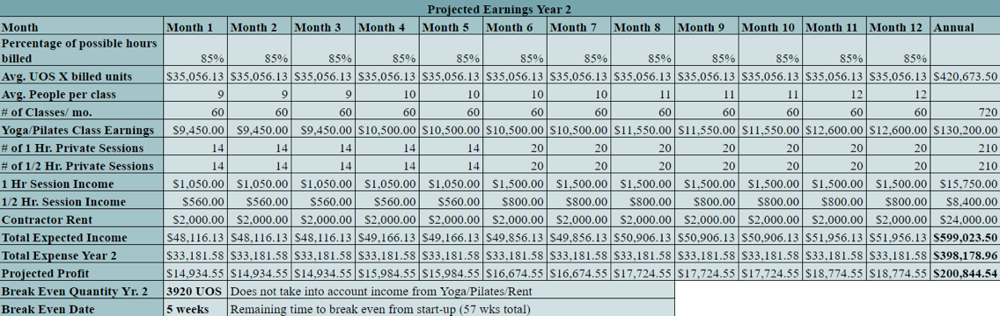 Projected Earnings Year 2
Month Month 1 Month 2 Month 3 Month 4 Month 5 Month 6 Month 7 Month 8 Month 9 Month 10 Month 11 Month 12 Annual
Percentage of possible hours
billed 85% 85% 85% 85% 85% 85% 85% 85% 85% 85% 85% 85%
Avg. UOS X billed units $35,056.13 $35,056.13 $35,056.13 $35,056.13 $35,056.13 $35,056.13 $35,056.13 $35,056.13 $35,056.13 $35,056.13 $35,056.13 $35,056.13 $420,673.50
Avg. People per class 9 9 9 10 10 10 10 11 11 11 12 12
# of Classes/ mo. 60 60 60 60 60 60 60 60 60 60 60 60 720
Yoga/Pilates Class Earnings $9,450.00 $9,450.00 $9,450.00 $10,500.00 $10,500.00 $10,500.00 $10,500.00 $11,550.00 $11,550.00 $11,550.00 $12,600.00 $12,600.00 $130,200.00
# of 1 Hr. Private Sessions 14 14 14 14 14 20 20 20 20 20 20 20 210
# of 1/2 Hr. Private Sessions 14 14 14 14 14 20 20 20 20 20 20 20 210
1 Hr Session Income $1,050.00 $1,050.00 $1,050.00 $1,050.00 $1,050.00 $1,500.00 $1,500.00 $1,500.00 $1,500.00 $1,500.00 $1,500.00 $1,500.00 $15,750.00
1/2 Hr. Session Income $560.00 $560.00 $560.00 $560.00 $560.00 $800.00 $800.00 $800.00 $800.00 $800.00 $800.00 $800.00 $8,400.00
Contractor Rent $2,000.00 $2,000.00 $2,000.00 $2,000.00 $2,000.00 $2,000.00 $2,000.00 $2,000.00 $2,000.00 $2,000.00 $2,000.00 $2,000.00 $24,000.00
Total Expected Income $48,116.13 $48,116.13 $48,116.13 $49,166.13 $49,166.13 $49,856.13 $49,856.13 $50,906.13 $50,906.13 $50,906.13 $51,956.13 $51,956.13 $599,023.50
Total Expense Year 2 $33,181.58 $33,181.58 $33,181.58 $33,181.58 $33,181.58 $33,181.58 $33,181.58 $33,181.58 $33,181.58 $33,181.58 $33,181.58 $33,181.58 $398,178.96
Projected Profit $14,934.55 $14,934.55 $14,934.55 $15,984.55 $15,984.55 $16,674.55 $16,674.55 $17,724.55 $17,724.55 $17,724.55 $18,774.55 $18,774.55 $200,844.54
Break Even Quantity Yr. 2 3920 UOS Does not take into account income from Yoga/Pilates/Rent
Break Even Date 5 weeks Remaining time to break even from start-up (57 wks total)